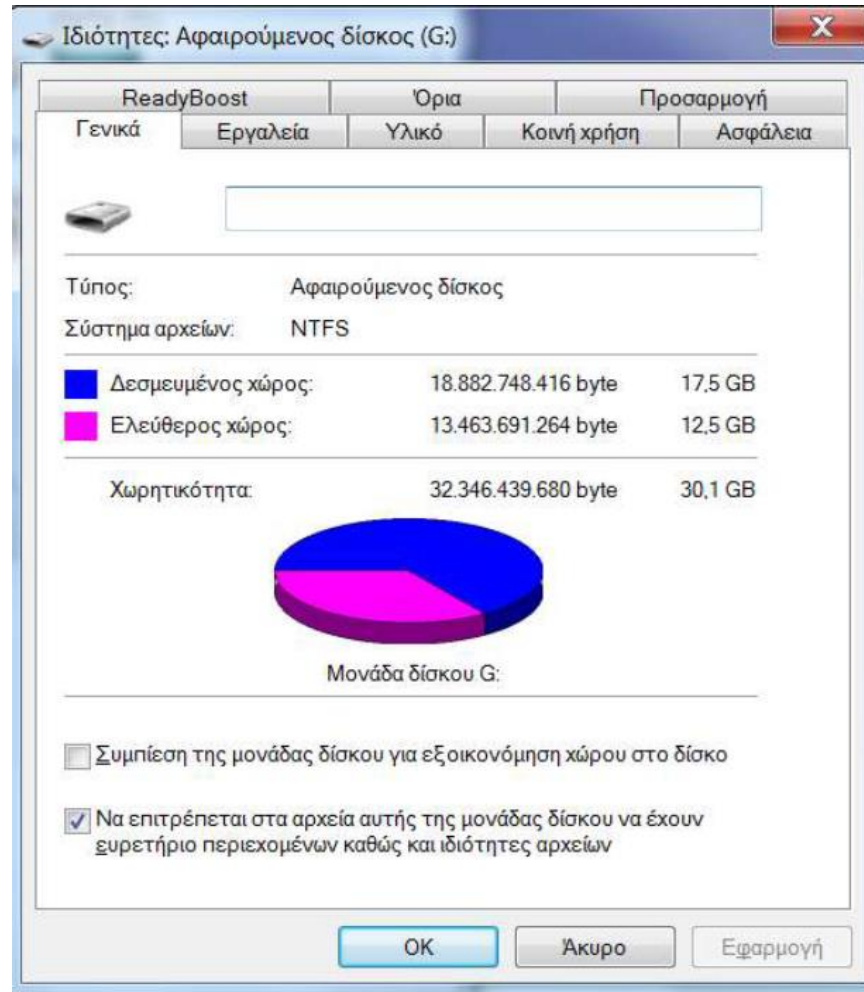 Ιδιότητες: Αφαιρούμενος δίσκος (G:)
ReadyBoost Όρια Προσαρμογή
Γενικά Εργαλεία Υλικό Κοινή χρήση Ασφάλεια
Τύπος: Αφαιρούμενος δίσκος
Σύστημα αρχείων: NTFS
Δεσμευμένος χώρος: 18.882.748.416 byte 17,5 GB
Ελεύθερος χώρος: 13.463.691.264 byte 12,5 GB
Χωρητικότητα: 32.346.439.680 byte 30,1 GB
Μονάδα δίσκου G:
Συμπίεση της μονάδας δίσκου για εξοικονόμηση χώρου στο δίσκο
Να επιτρέπεται στα αρχεία αυτής της μονάδας δίσκου να έχουν
ευρετήριο περιεχομένων καθώς και ιδιότητες αρχείων
OK Άκυρο Εφαρμογή